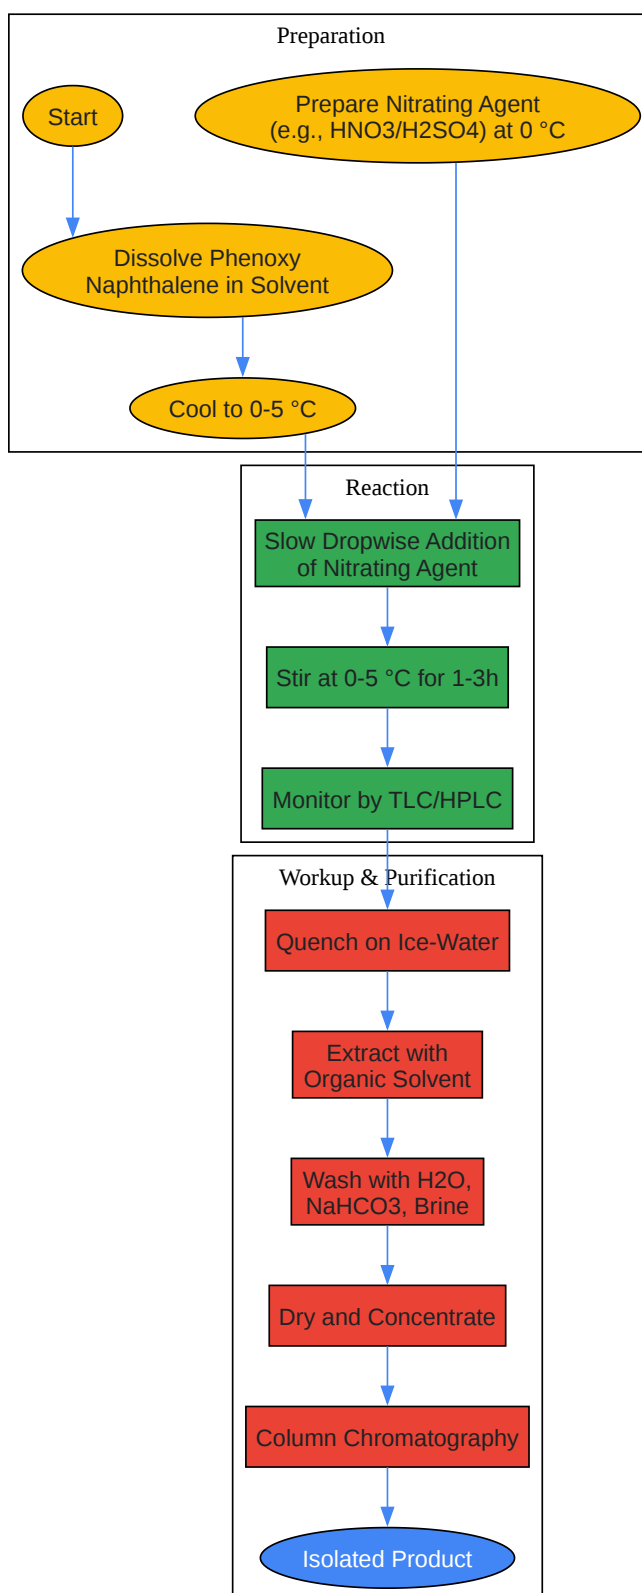 Preparation
Start
Prepare Nitrating Agent
(e.g., HNO3/H2SO4) at 0 °C
Dissolve Phenoxy
Naphthalene in Solvent
Cool to 0-5 °C
Reaction
Slow Dropwise Addition
of Nitrating Agent
Stir at 0-5 °C for 1-3h
Monitor by TLC/HPLC
Workup & Purification
Quench on Ice-Water
Extract with
Organic Solvent
Wash with H2O,
NaHCO3, Brine
Dry and Concentrate
Column Chromatography
Isolated Product